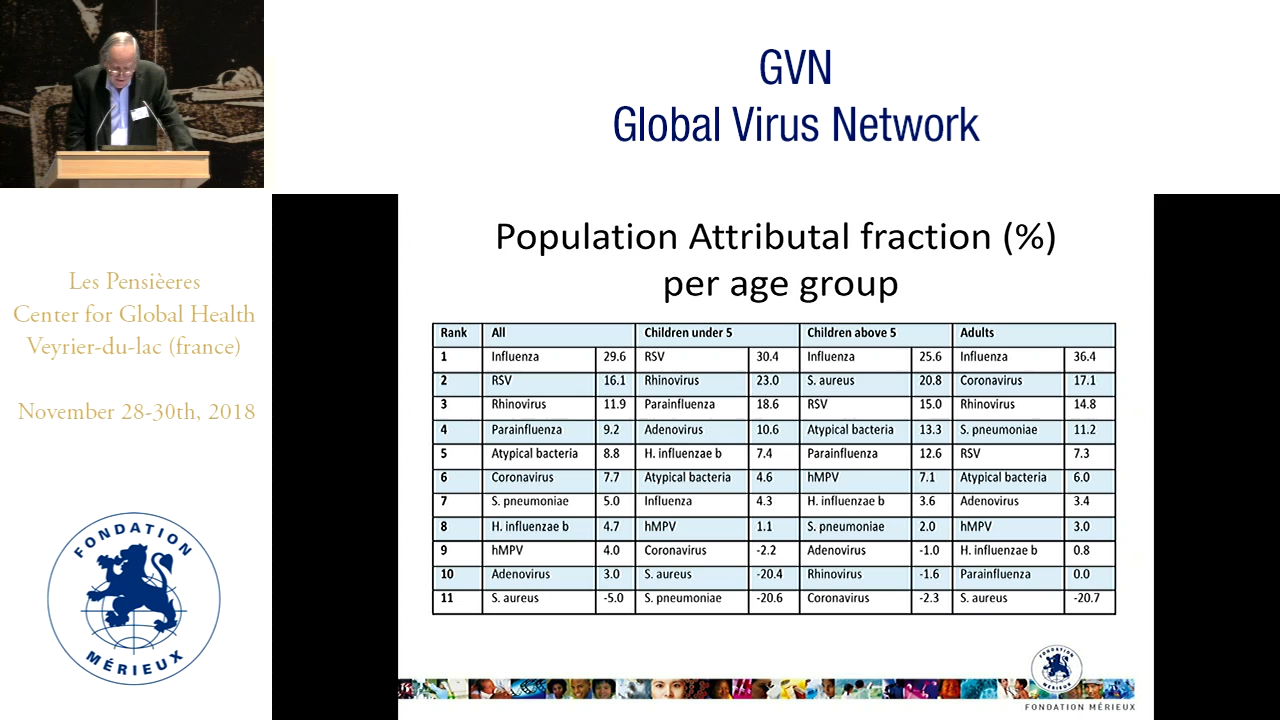 GVN
Global Virus Network
Les Pensièeres
Center for Global Health
Veyrier-du-lac (france)
November 28-30th, 2018
FONDATION
MÉRIEUX
Population Attributal fraction (%)
per age group
Rank All Children under 5 Children above 5 Adults
1 Influenza 29.6 RSV 30.4 Influenza 25.6 Influenza 36.4
2 RSV 16.1 Rhinovirus 23.0 S. aureus 20.8 Coronavirus 17.1
3 Rhinovirus 11.9 Parainfluenza 18.6 RSV 15.0 Rhinovirus 14.8
4 Parainfluenza 9.2 Adenovirus 10.6 Atypical bacteria 13.3 S. pneumoniae 11.2
5 Atypical bacteria 8.8 H. influenzae b 7.4 Parainfluenza 12.6 RSV 7.3
6 Coronavirus 7.7 Atypical bacteria 4.6 hMPV 7.1 Atypical bacteria 6.0
7 S. pneumoniae 5.0 Influenza 4.3 H. influenzae b 3.6 Adenovirus 3.4
8 H. influenzae b 4.7 hMPV 1.1 S. pneumoniae 2.0 hMPV 3.0
9 hMPV 4.0 Coronavirus -2.2 Adenovirus -1.0 H. influenzae b 0.8
10 Adenovirus 3.0 S. aureus -20.4 Rhinovirus -1.6 Parainfluenza 0.0
11 S. aureus -5.0 S. pneumoniae -20.6 Coronavirus -2.3 S. aureus -20.7
FONDATION
MÉRIEUX
FONDATION MÉRIEUX